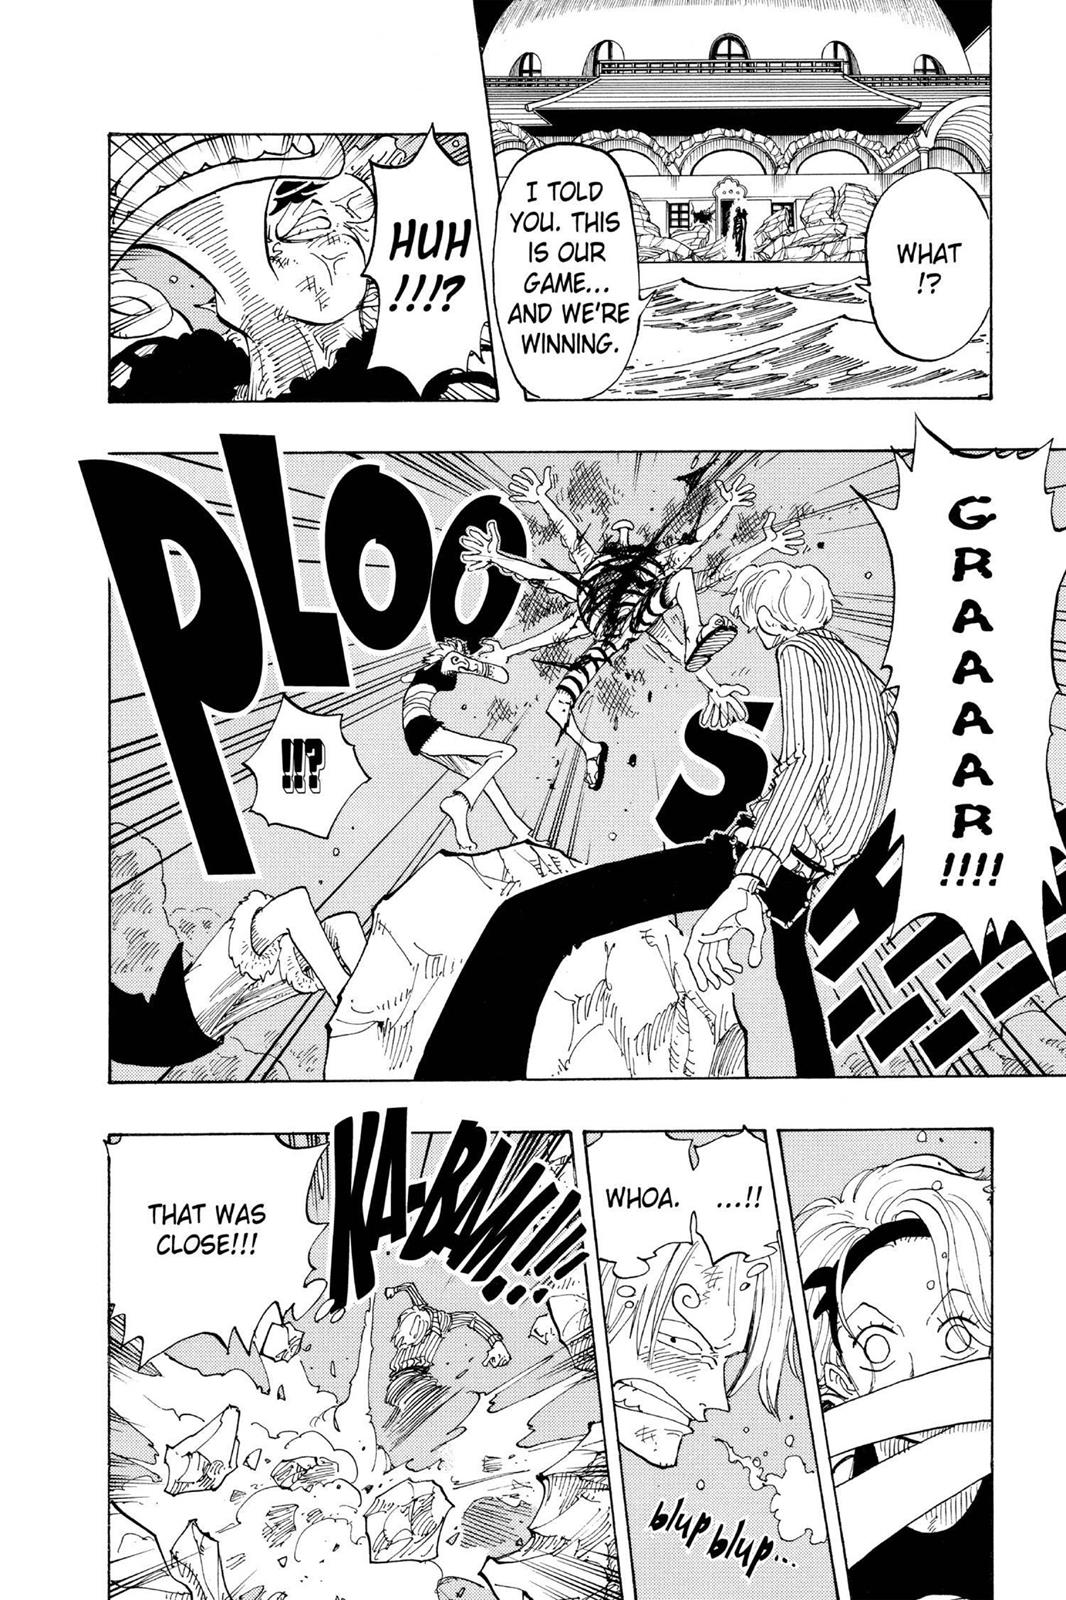 WHAT
!?
I TOLD
YOU. THIS
IS OUR
GAME...
AND WE'RE
WINNING.
HUH
!!!?
GRAAAAR
!!!!
PLOOSH
!!!?
WHOA.
...!!
blup blup...
KA-BAM!!!!
THAT WAS
CLOSE!!!